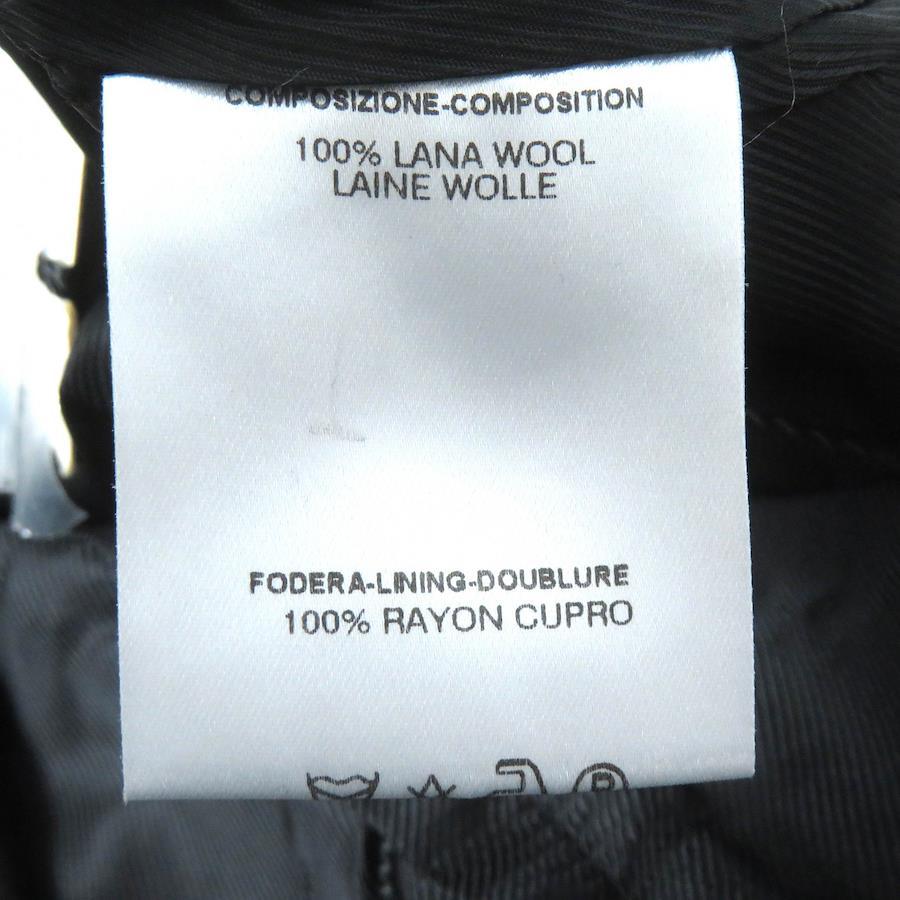 COMPOSIZIONE-COMPOSITION
100% LANA WOOL
LAINE WOLLE
FODERA-LINING-DOUBLURE
100% RAYON CUPRO
P